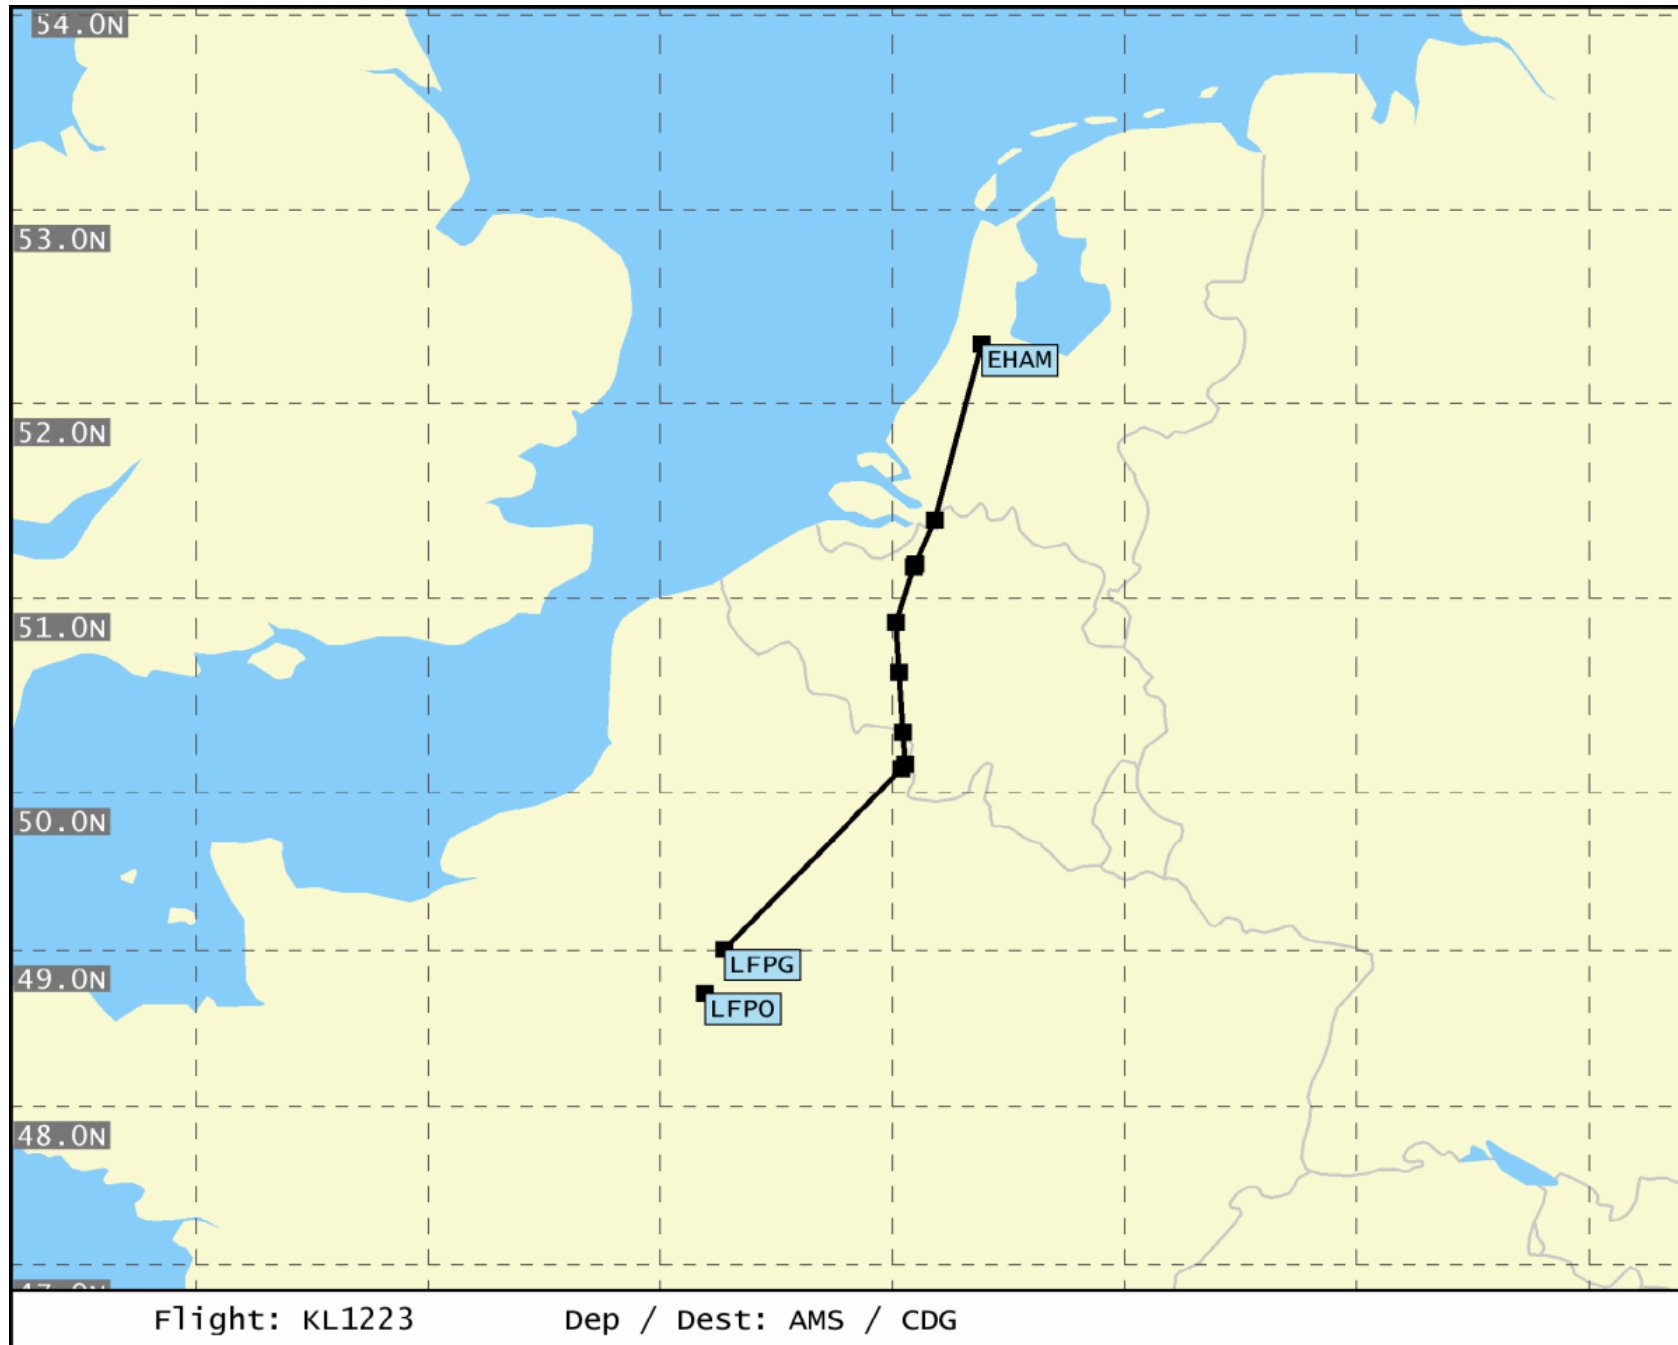 54.0N
53.0N
EHAM
52.0N
51.0N
50.0N
LFPG
49.0N
LFPO
48.0N
Flight: KL1223 Dep / Dest: AMS / CDG